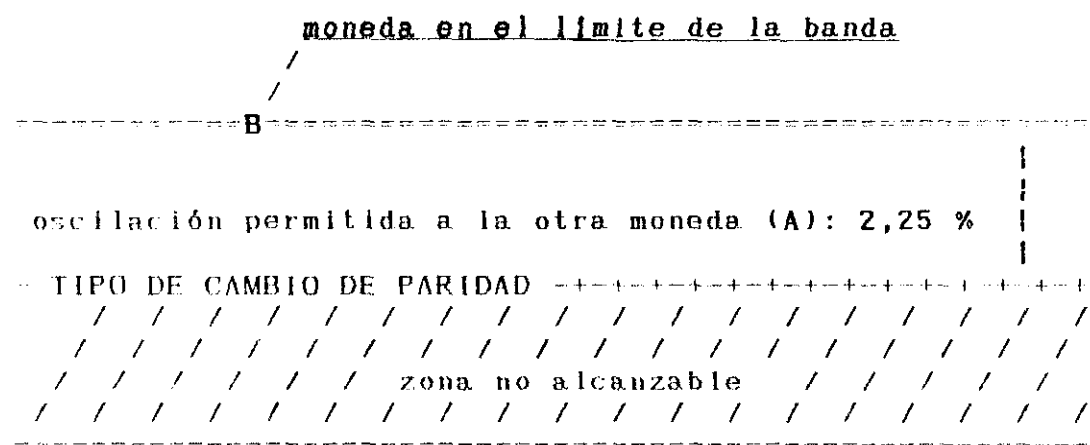 moneda en el límite de la banda
B
oscilación permitida a la otra moneda (A): 2,25 %
TIPO DE CAMBIO DE PARIDAD
zona no alcanzable